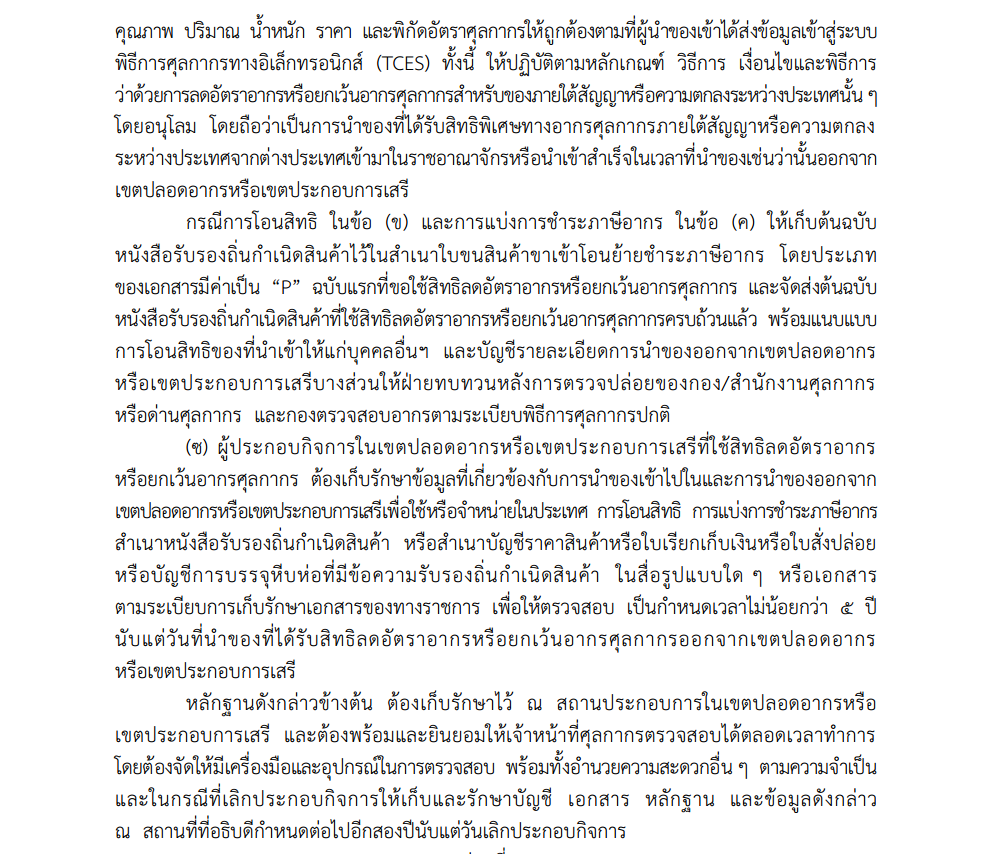 คุณภาพ ปริมาณ น้ำหนัก ราคา และพิกัดอัตราศุลกากรให้ถูกต้องตามที่ผู้นำของเข้าได้ส่งข้อมูลเข้าสู่ระบบ
พิธีการศุลกากรทางอิเล็กทรอนิกส์ (TCES) ทั้งนี้ ให้ปฏิบัติตามหลักเกณฑ์ วิธีการ เงื่อนไขและพิธีการ
ว่าด้วยการลดอัตราอากรหรือยกเว้นอากรศุลกากรสำหรับของภายใต้สัญญาหรือความตกลงระหว่างประเทศนั้น ๆ
โดยอนุโลม โดยถือว่าเป็นการนำของที่ได้รับสิทธิพิเศษทางอากรศุลกากรภายใต้สัญญาหรือความตกลง
ระหว่างประเทศจากต่างประเทศเข้ามาในราชอาณาจักรหรือนำเข้าสำเร็จในเวลาที่นำของเช่นว่านั้นออกจาก
เขตปลอดอากรหรือเขตประกอบการเสรี
กรณีการโอนสิทธิ ในข้อ (ข) และการแบ่งการชำระภาษีอากร ในข้อ (ค) ให้เก็บต้นฉบับ
หนังสือรับรองถิ่นกำเนิดสินค้าไว้ในสำเนาใบขนสินค้าขาเข้าโอนย้ายชำระภาษีอากร โดยประเภท
ของเอกสารมีค่าเป็น “P” ฉบับแรกที่ขอใช้สิทธิลดอัตราอากรหรือยกเว้นอากรศุลกากร และจัดส่งต้นฉบับ
หนังสือรับรองถิ่นกำเนิดสินค้าที่ใช้สิทธิลดอัตราอากรหรือยกเว้นอากรศุลกากรครบถ้วนแล้ว พร้อมแนบแบบ
การโอนสิทธิของที่นำเข้าให้แก่บุคคลอื่นฯ และบัญชีรายละเอียดการนำของออกจากเขตปลอดอากร
หรือเขตประกอบการเสรีบางส่วนให้ฝ่ายทบทวนหลังการตรวจปล่อยของกอง/สำนักงานศุลกากร
หรือด่านศุลกากร และกองตรวจสอบอากรตามระเบียบพิธีการศุลกากรปกติ
(ซ) ผู้ประกอบกิจการในเขตปลอดอากรหรือเขตประกอบการเสรีที่ใช้สิทธิลดอัตราอากร
หรือยกเว้นอากรศุลกากร ต้องเก็บรักษาข้อมูลที่เกี่ยวข้องกับการนำของเข้าไปในและการนำของออกจาก
เขตปลอดอากรหรือเขตประกอบการเสรีเพื่อใช้หรือจำหน่ายในประเทศ การโอนสิทธิ การแบ่งการชำระภาษีอากร
สำเนาหนังสือรับรองถิ่นกำเนิดสินค้า หรือสำเนาบัญชีราคาสินค้าหรือใบเรียกเก็บเงินหรือใบสั่งปล่อย
หรือบัญชีการบรรจุหีบห่อที่มีข้อความรับรองถิ่นกำเนิดสินค้า ในสื่อรูปแบบใด ๆ หรือเอกสาร
ตามระเบียบการเก็บรักษาเอกสารของทางราชการ เพื่อให้ตรวจสอบ เป็นกำหนดเวลาไม่น้อยกว่า ๕ ปี
นับแต่วันที่นำของที่ได้รับสิทธิลดอัตราอากรหรือยกเว้นอากรศุลกากรออกจากเขตปลอดอากร
หรือเขตประกอบการเสรี
หลักฐานดังกล่าวข้างต้น ต้องเก็บรักษาไว้ ณ สถานประกอบการในเขตปลอดอากรหรือ
เขตประกอบการเสรี และต้องพร้อมและยินยอมให้เจ้าหน้าที่ศุลกากรตรวจสอบได้ตลอดเวลาทำการ
โดยต้องจัดให้มีเครื่องมือและอุปกรณ์ในการตรวจสอบ พร้อมทั้งอำนวยความสะดวกอื่น ๆ ตามความจำเป็น
และในกรณีที่เลิกประกอบกิจการให้เก็บและรักษาบัญชี เอกสาร หลักฐาน และข้อมูลดังกล่าว
ณ สถานที่ที่อธิบดีกำหนดต่อไปอีกสองปีนับแต่วันเลิกประกอบกิจการ